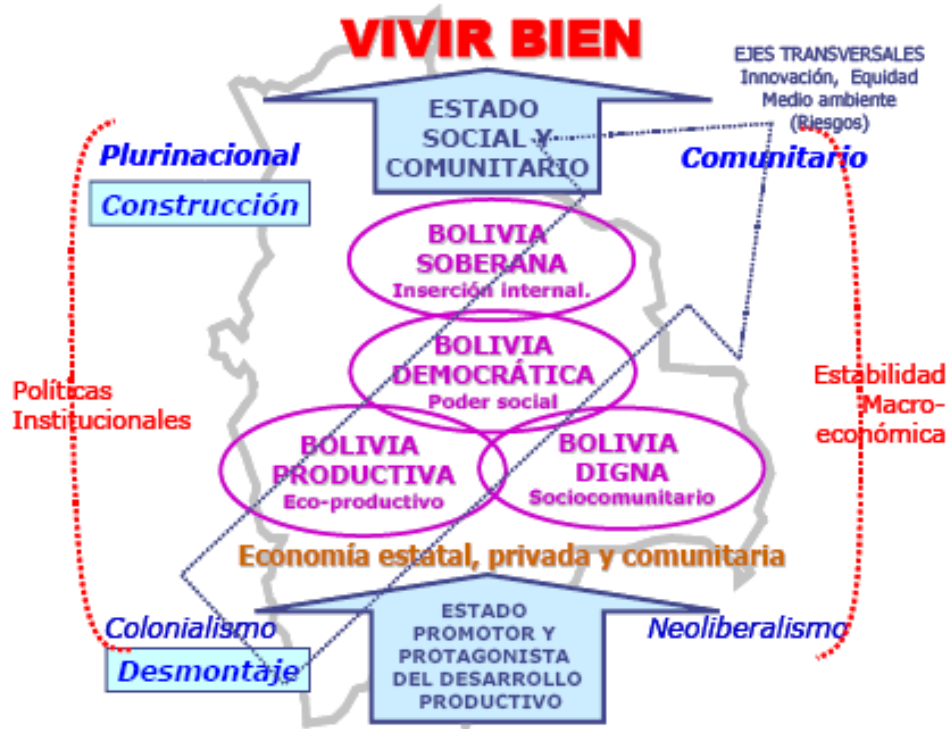 VIVIR BIEN
EJES TRANSVERSALES
Innovación, Equidad
Medio ambiente
(Riesgos)
ESTADO
SOCIAL Y
COMUNITARIO
Plurinacional
Comunitario
Construcción
BOLIVIA
SOBERANA
Inserción internal.
BOLIVIA
DEMOCRÁTICA
Poder social
Políticas
Institucionales
Estabilidad
Macro-
económica
BOLIVIA
PRODUCTIVA
Eco-productivo
BOLIVIA
DIGNA
Sociocomunitario
Economía estatal, privada y comunitaria
Colonialismo
Neoliberalismo
Desmontaje
ESTADO
PROMOTOR Y
PROTAGONISTA
DEL DESARROLLO
PRODUCTIVO